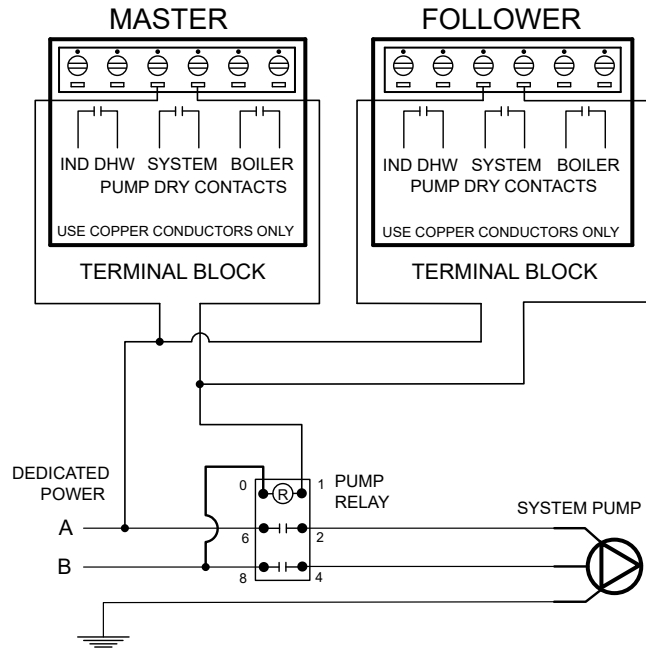 MASTER
IND DHW SYSTEM BOILER
PUMP DRY CONTACTS
USE COPPER CONDUCTORS ONLY
TERMINAL BLOCK
FOLLOWER
IND DHW SYSTEM BOILER
PUMP DRY CONTACTS
USE COPPER CONDUCTORS ONLY
TERMINAL BLOCK
DEDICATED
POWER
A
B
0
R
1
6
2
8
4
PUMP
RELAY
SYSTEM PUMP